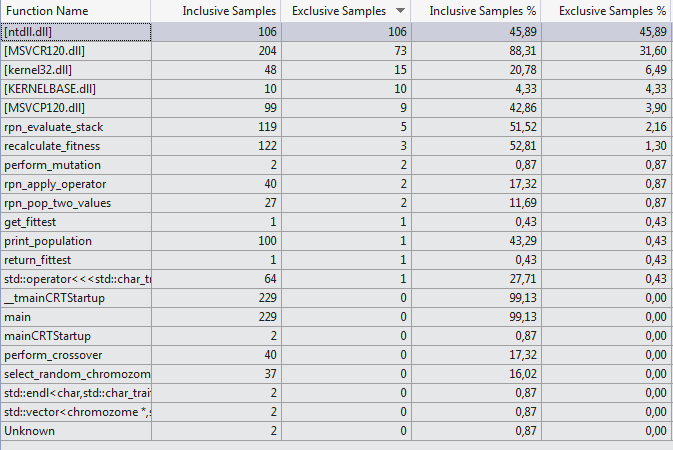 Function Name Inclusive Samples Exclusive Samples Inclusive Samples % Exclusive Samples %
[ntdll.dll] 106 106 45,89 45,89
[MSVCR120.dll] 204 73 88,31 31,60
[kernel32.dll] 48 15 20,78 6,49
[KERNELBASE.dll] 10 10 4,33 4,33
[MSVCP120.dll] 99 9 42,86 3,90
rpn_evaluate_stack 119 5 51,52 2,16
recalculate_fitness 122 3 52,81 1,30
perform_mutation 2 2 0,87 0,87
rpn_apply_operator 40 2 17,32 0,87
rpn_pop_two_values 27 2 11,69 0,87
get_fittest 1 1 0,43 0,43
print_population 100 1 43,29 0,43
return_fittest 1 1 0,43 0,43
std::operator<<<std::char_tr 64 1 27,71 0,43
__tmainCRTStartup 229 0 99,13 0,00
main 229 0 99,13 0,00
mainCRTStartup 2 0 0,87 0,00
perform_crossover 40 0 17,32 0,00
select_random_chromozom 37 0 16,02 0,00
std::endl<char,std::char_trait 2 0 0,87 0,00
std::vector<chromozome *,s 2 0 0,87 0,00
Unknown 2 0 0,87 0,00